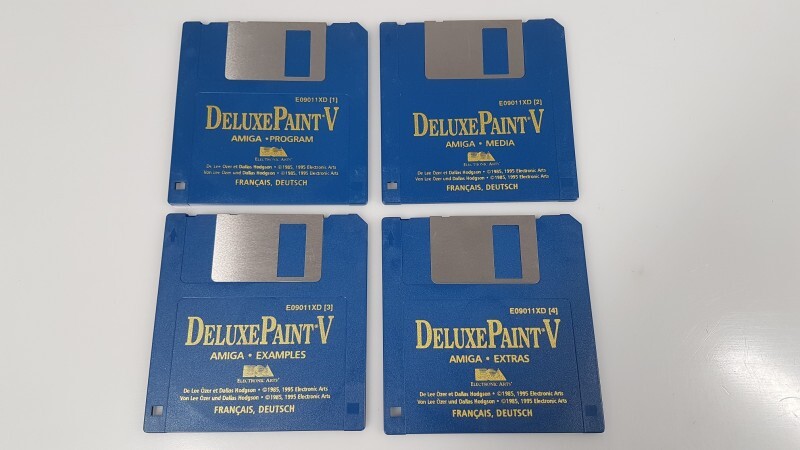 E09011XD [1]
DELUXEPAINT V
AMIGA • PROGRAM
ELECTRONIC ARTS
De Lee Özer et Dallas Hodgson • ©1985, 1995 Electronic Arts
Von Lee Özer und Dallas Hodgson • ©1985, 1995 Electronic Arts
FRANÇAIS, DEUTSCH
E09011XD [2]
DELUXEPAINT V
AMIGA • MEDIA
ELECTRONIC ARTS
De Lee Özer et Dallas Hodgson • ©1985, 1995 Electronic Arts
Von Lee Özer und Dallas Hodgson • ©1985, 1995 Electronic Arts
FRANÇAIS, DEUTSCH
E09011XD [3]
DELUXEPAINT V
AMIGA • EXAMPLES
ELECTRONIC ARTS
De Lee Özer et Dallas Hodgson • ©1985, 1995 Electronic Arts
Von Lee Özer und Dallas Hodgson • ©1985, 1995 Electronic Arts
FRANÇAIS, DEUTSCH
E09011XD [4]
DELUXEPAINT V
AMIGA • EXTRAS
ELECTRONIC ARTS
De Lee Özer et Dallas Hodgson • ©1985, 1995 Electronic Arts
Von Lee Özer und Dallas Hodgson • ©1985, 1995 Electronic Arts
FRANÇAIS, DEUTSCH